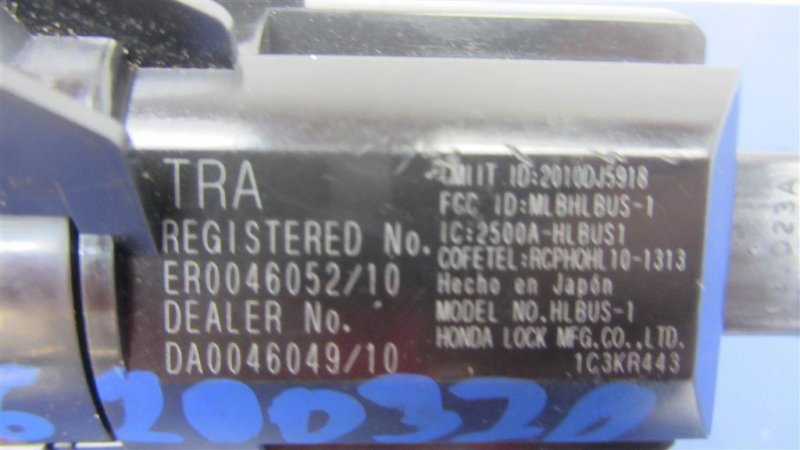 TRA
REGISTERED No.
ER0046052/10
DEALER No.
DA0046049/10
CMIIT ID:2010DJ5918
FCC ID:MLBHLBUS-1
IC:2500A-HLBUS1
COFETEL:RCPHOHL10-1313
Hecho en Japón
MODEL NO.HLBUS-1
HONDA LOCK MFG.CO.,LTD.
1C3KR443
200320